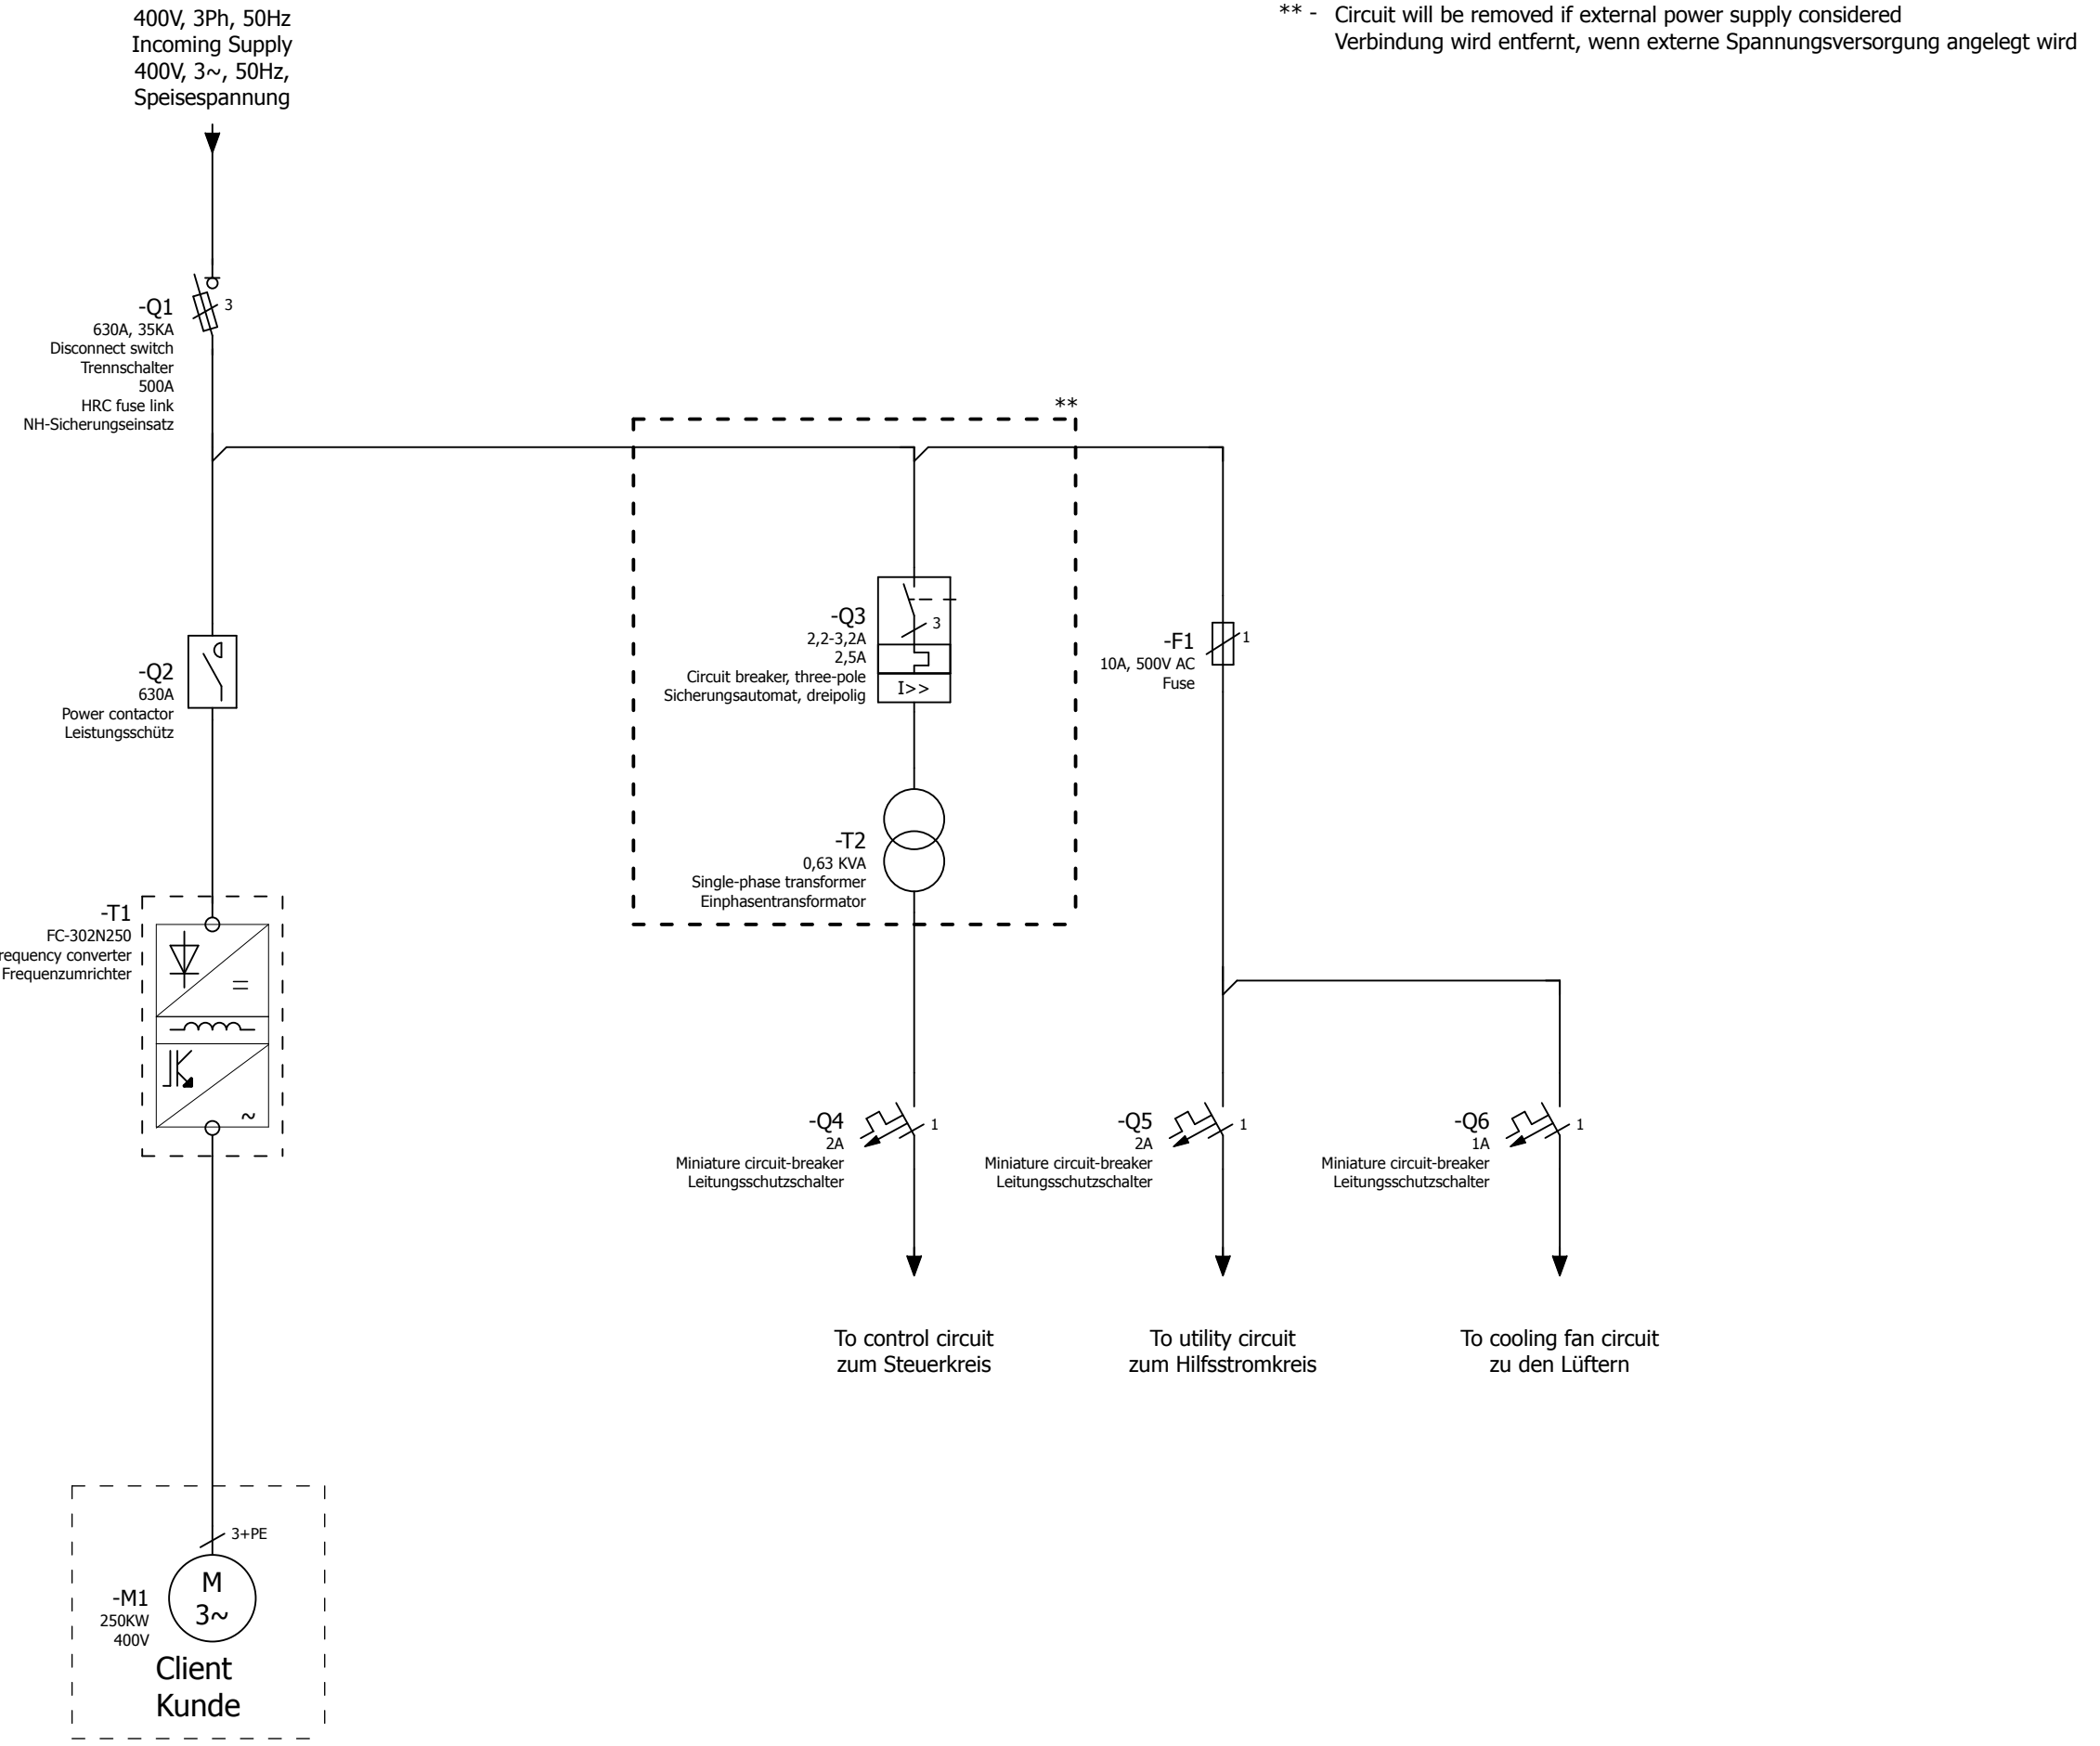 400V, 3Ph, 50Hz
Incoming Supply
400V, 3~, 50Hz,
Speisespannung
** - Circuit will be removed if external power supply considered
Verbindung wird entfernt, wenn externe Spannungsversorgung angelegt wird
-Q1
3
630A, 35KA
Disconnect switch
Trennschalter
500A
HRC fuse link
NH-Sicherungseinsatz
**
-Q2
630A
Power contactor
Leistungsschütz
-Q3
3
2,2-3,2A
2,5A
Circuit breaker, three-pole
Sicherungsautomat, dreipolig
I>>
-F1
1
10A, 500V AC
Fuse
-T2
0,63 KVA
Single-phase transformer
Einphasentransformator
-T1
FC-302N250
requency converter
Frequenzumrichter
=
~
-Q4
1
2A
Miniature circuit-breaker
Leitungsschutzschalter
-Q5
1
2A
Miniature circuit-breaker
Leitungsschutzschalter
-Q6
1
1A
Miniature circuit-breaker
Leitungsschutzschalter
To control circuit
zum Steuerkreis
To utility circuit
zum Hilfsstromkreis
To cooling fan circuit
zu den Lüftern
3+PE
M
3~
-M1
250KW
400V
Client
Kunde